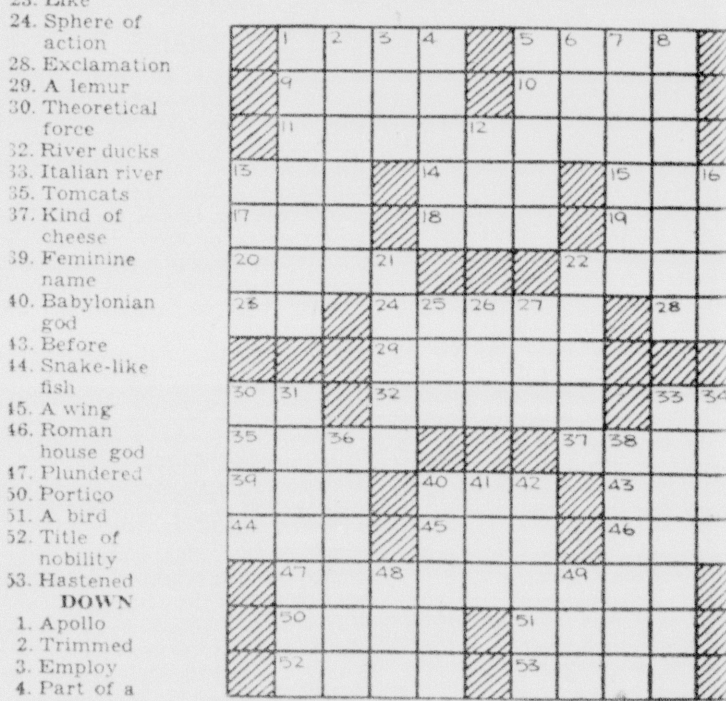 23. Like
24. Sphere of
action
28. Exclamation
29. A lemur
30. Theoretical
force
32. River ducks
33. Italian river
35. Tomcats
37. Kind of
cheese
39. Feminine
name
40. Babylonian
god
43. Before
44. Snake-like
fish
45. A wing
46. Roman
house god
47. Plundered
50. Portico
51. A bird
52. Title of
nobility
53. Hastened
DOWN
1. Apollo
2. Trimmed
3. Employ
4. Part of a
1 2 3 4 5 6 7 8
9 10
11 12
13 14 15 16
17 18 19
20 21 22
23 24 25 26 27 28
29
30 31 32 33 34
35 36 37 38
39 40 41 42 43
44 45 46
47 48 49
50 51
52 53